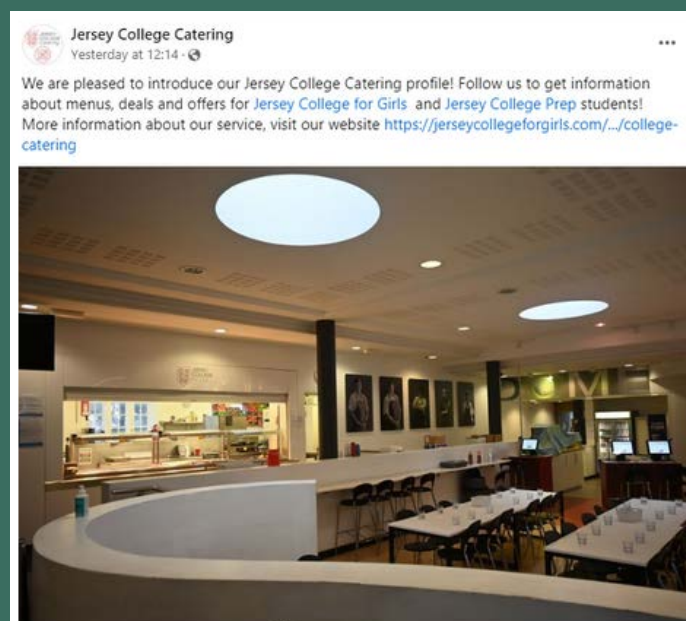 Jersey College Catering
Yesterday at 12:14 ·
We are pleased to introduce our Jersey College Catering profile! Follow us to get information
about menus, deals and offers for Jersey College for Girls and Jersey College Prep students!
More information about our service, visit our website https://jerseycollegeforgirls.com/.../college-
catering
DOME